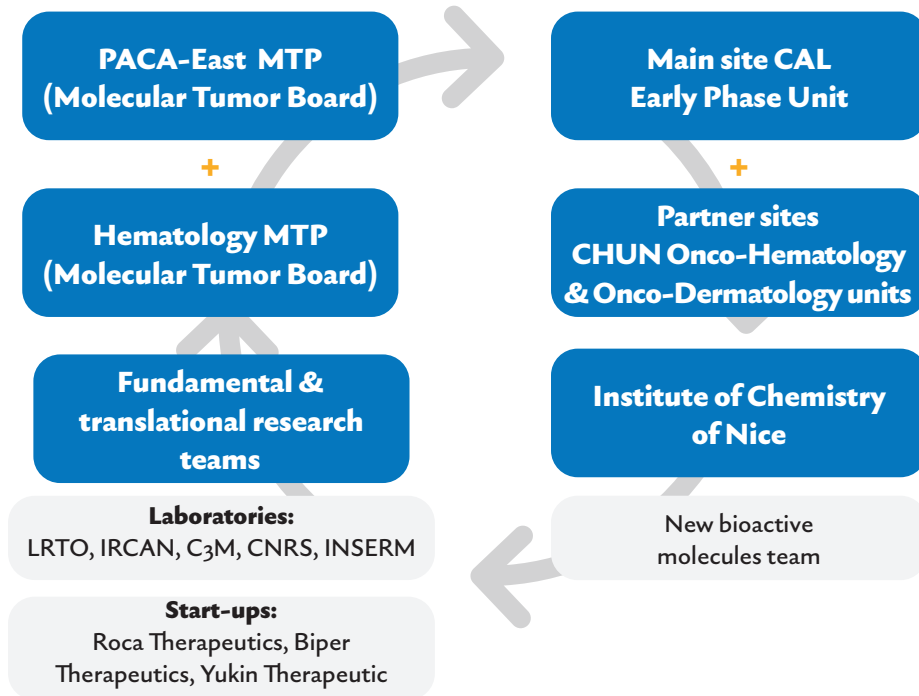 PACA-East MTP
(Molecular Tumor Board)
+
Hematology MTP
(Molecular Tumor Board)
Fundamental &
translational research
teams
Laboratories:
LRTO, IRCAN, C3M, CNRS, INSERM
Start-ups:
Roca Therapeutics, Biper
Therapeutics, Yukin Therapeutic
Main site CAL
Early Phase Unit
+
Partner sites
CHUN Onco-Hematology
& Onco-Dermatology units
Institute of Chemistry
of Nice
New bioactive
molecules team